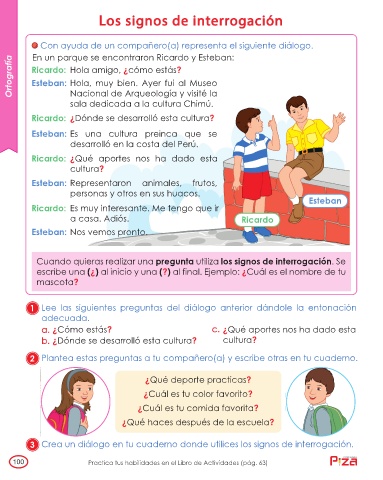 Los signos de interrogación
Ortografía
Con ayuda de un compañero(a) representa el siguiente diálogo.
En un parque se encontraron Ricardo y Esteban:
Ricardo: Hola amigo, ¿cómo estás?
Esteban: Hola, muy bien. Ayer fui al Museo
Nacional de Arqueología y visité la
sala dedicada a la cultura Chimú.
Ricardo: ¿Dónde se desarrolló esta cultura?
Esteban: Es una cultura preinca que se
desarrolló en la costa del Perú.
Ricardo: ¿Qué aportes nos ha dado esta
cultura?
Esteban: Representaron animales, frutos,
personas y otros en sus huacos.
Ricardo: Es muy interesante. Me tengo que ir
a casa. Adiós.
Esteban: Nos vemos pronto.
Esteban
Ricardo
Cuando quieras realizar una pregunta utiliza los signos de interrogación. Se
escribe una (¿) al inicio y una (?) al final. Ejemplo: ¿Cuál es el nombre de tu
mascota?
1 Lee las siguientes preguntas del diálogo anterior dándole la entonación
adecuada.
a. ¿Cómo estás?
b. ¿Dónde se desarrolló esta cultura?
c. ¿Qué aportes nos ha dado esta
cultura?
2 Plantea estas preguntas a tu compañero(a) y escribe otras en tu cuaderno.
¿Qué deporte practicas?
¿Cuál es tu color favorito?
¿Cuál es tu comida favorita?
¿Qué haces después de la escuela?
3 Crea un diálogo en tu cuaderno donde utilices los signos de interrogación.
100
Practica tus habilidades en el Libro de Actividades (pág. 63)